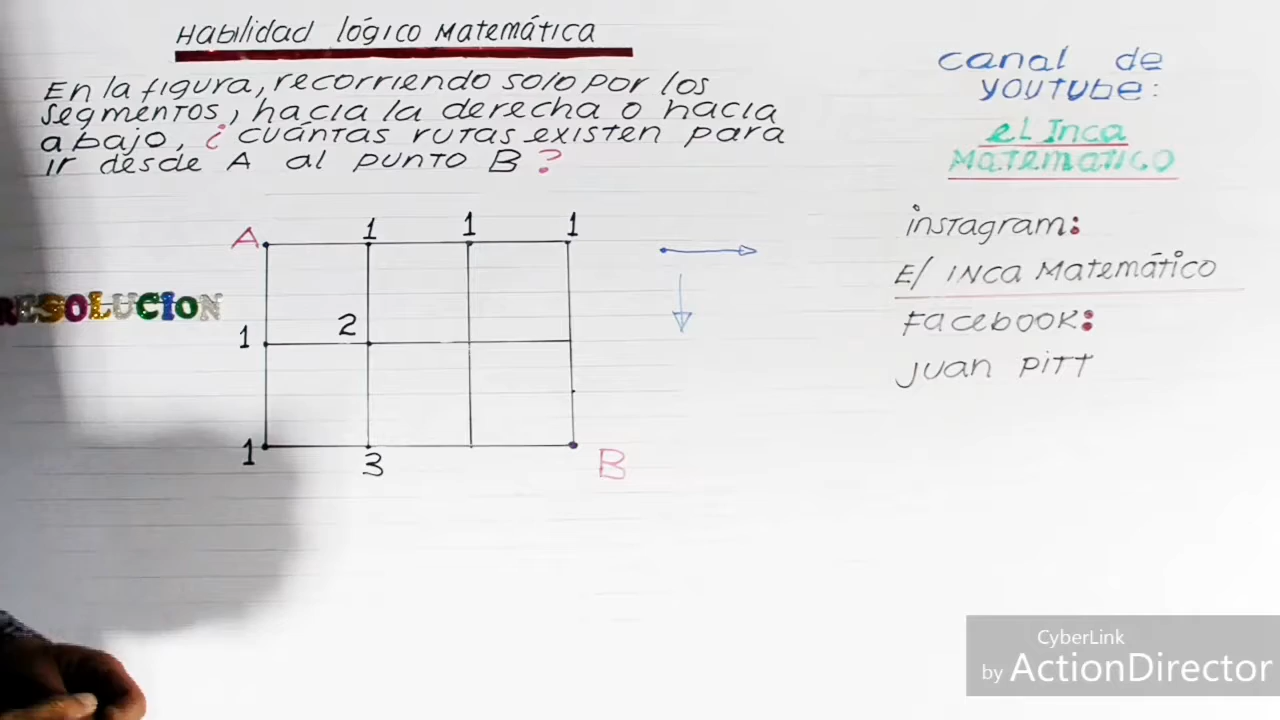 Habilidad lógico Matemática
En la figura, recorriendo solo por los
segmentos, hacia la derecha o hacia
abajo, ¿cuántas rutas existen para
ir desde A al punto B?
canal de
YOUTUBE:
eL Inca
Matematico
instagram:
El INCA Matemático
Facebook:
Juan Pitt
A 1 1 1
RESOLUCION
1 2
1 3 B
CyberLink
by ActionDirector